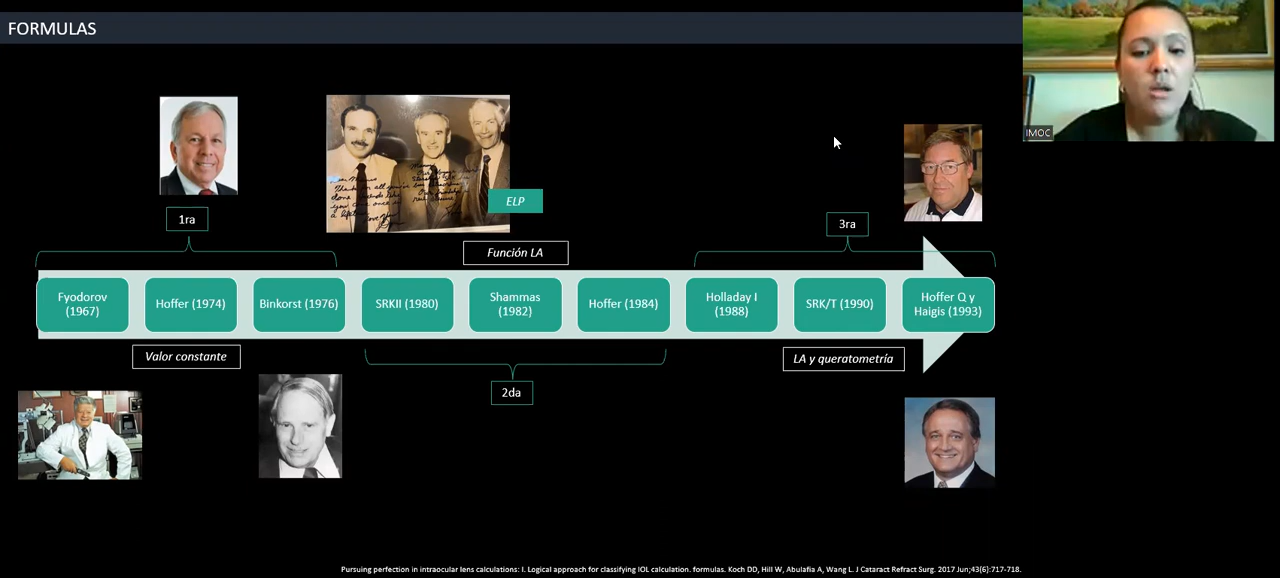 FORMULAS
IMOC
1ra
ELP
Función LA
3ra
Fyodorov
(1967)
Hoffer (1974)
Binkorst (1976)
SRKII (1980)
Shammas
(1982)
Hoffer (1984)
Holladay I
(1988)
SRK/T (1990)
Hoffer Q y
Haigis (1993)
Valor constante
2da
LA y queratometría
Pursuing perfection in intraocular lens calculations: I. Logical approach for classifying IOL calculation. formulas. Koch DD, Hill W, Abulafia A, Wang L. J Cataract Refract Surg. 2017 Jun;43(6):717-718.